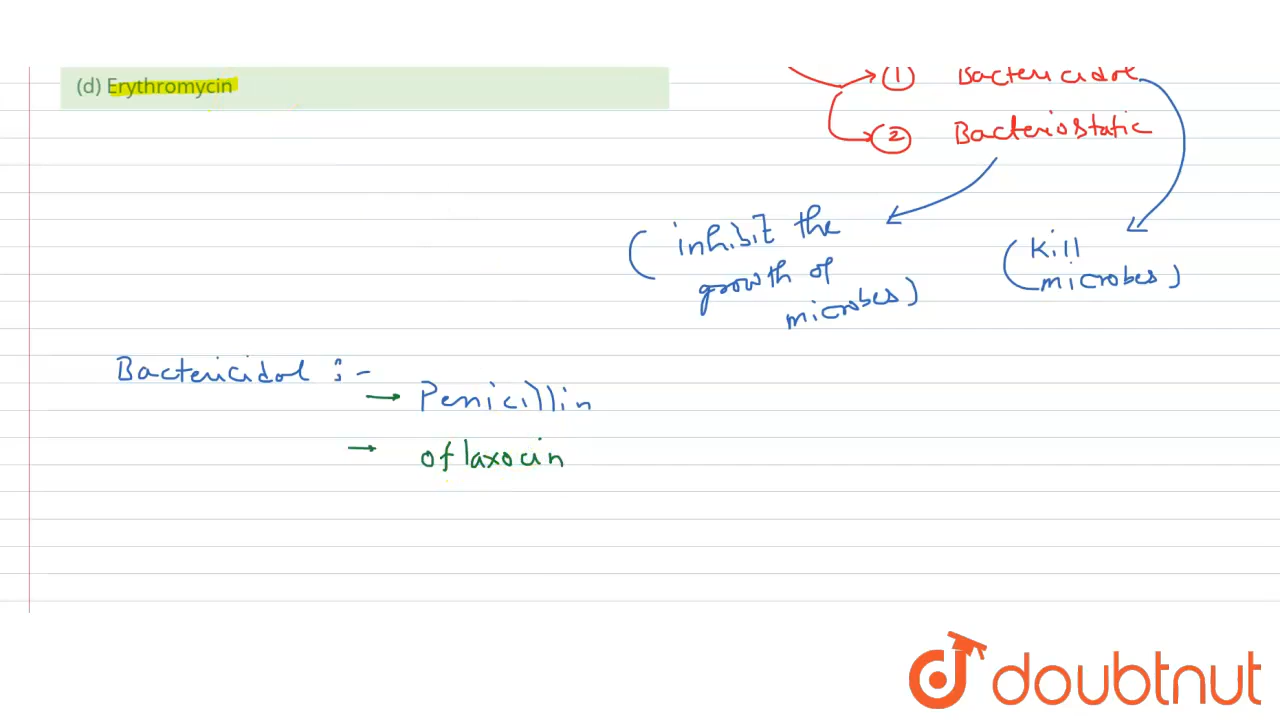 (d) Erythromycin
① Bactericidal
② Bacteriostatic
(inhibit the
growth of
microbes)
(Kill
microbes)
Bactericidal :-
→ Penicillin
→ oflaxocin
doubtnut